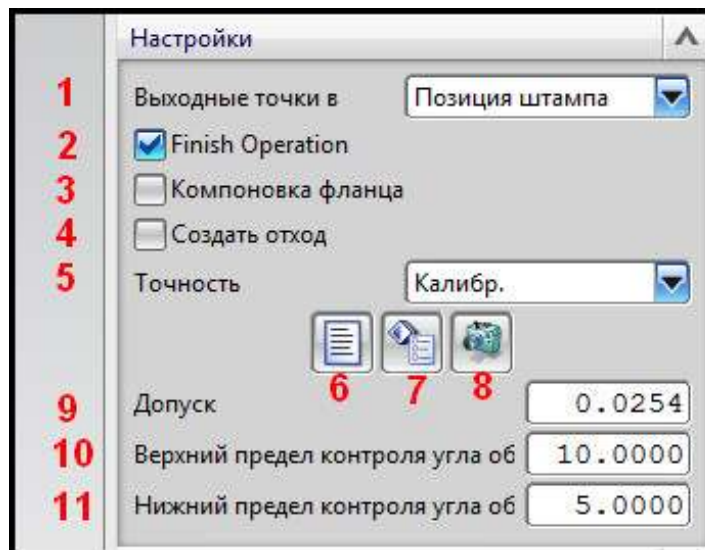 Настройки
1 Выходные точки в Позиция штампа
2 Finish Operation
3 Компоновка фланца
4 Создать отход
5 Точность Калибр.
6 7 8
9 Допуск 0.0254
10 Верхний предел контроля угла об 10.0000
11 Нижний предел контроля угла об 5.0000